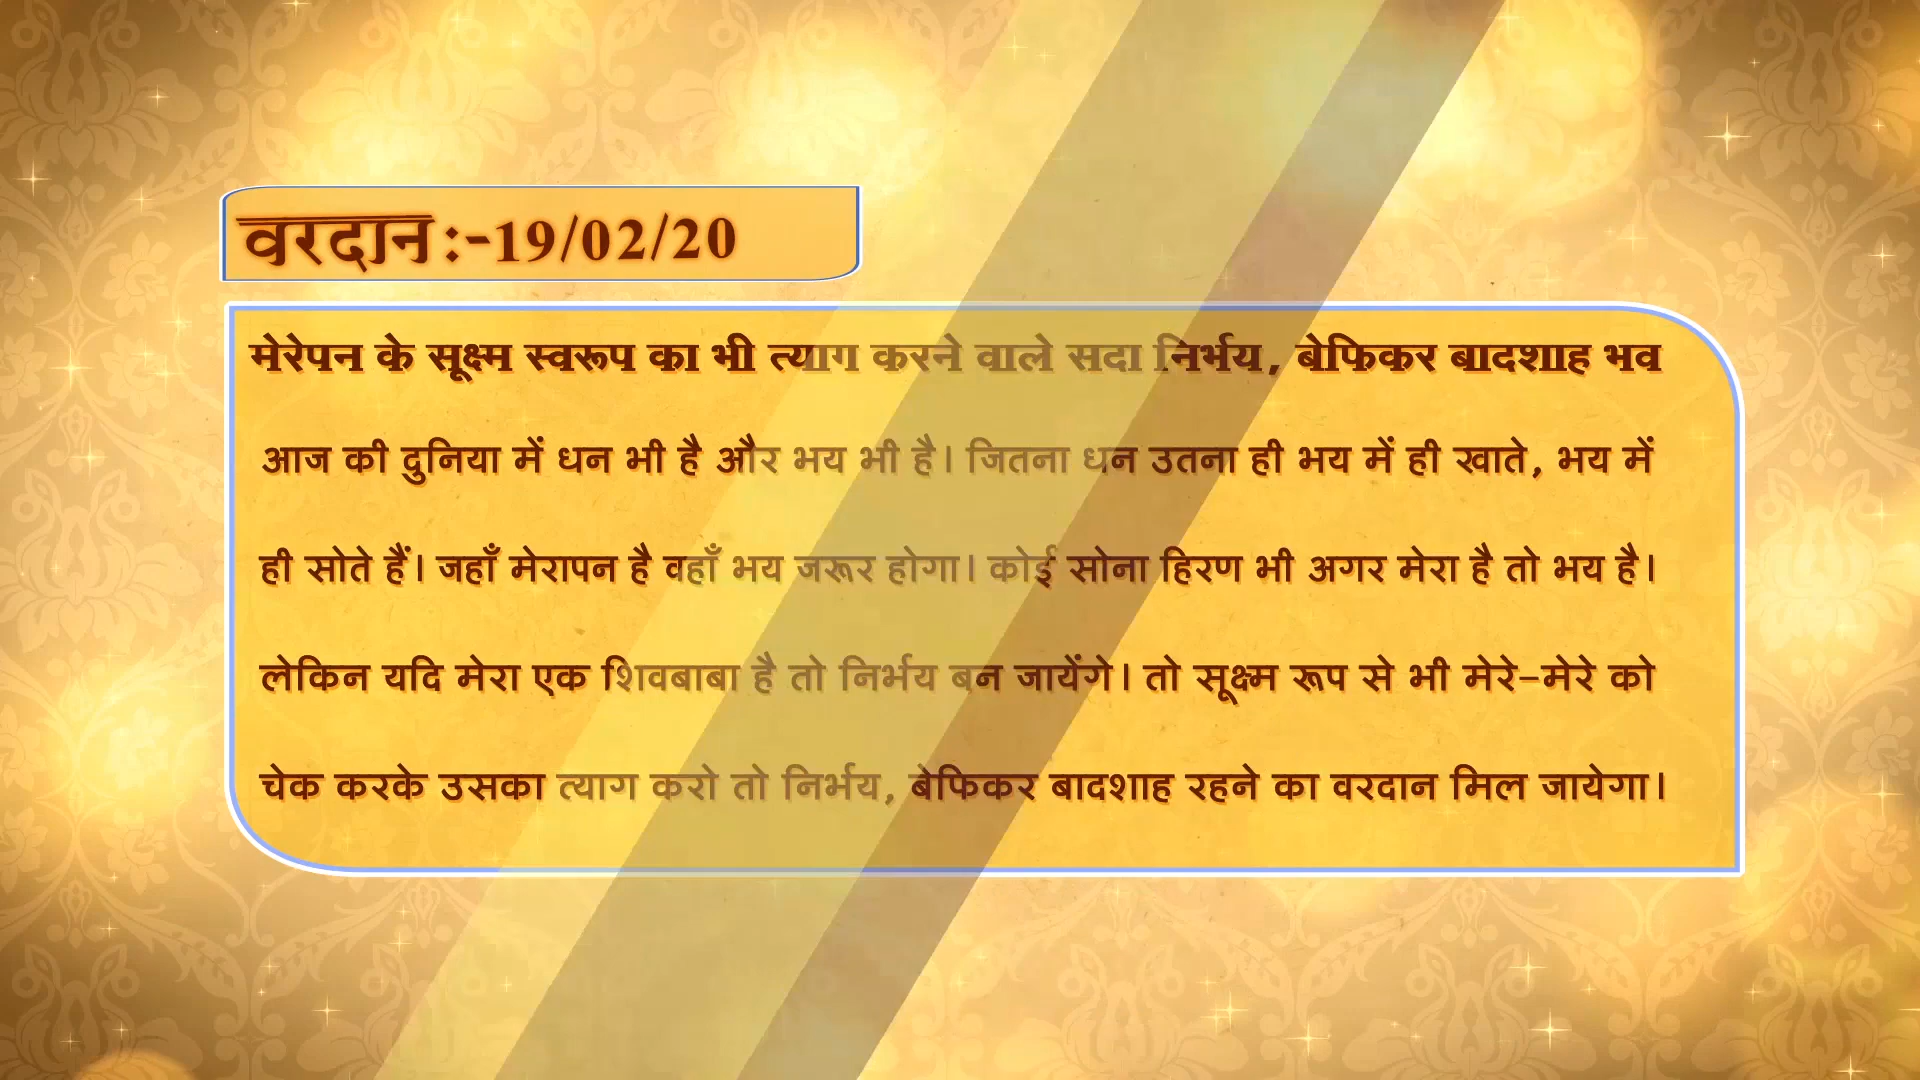 वरदान:-19/02/20
मेरेपन के सूक्ष्म स्वरूप का भी त्याग करने वाले सदा निर्भय, बेफिकर बादशाह भव
आज की दुनिया में धन भी है और भय भी है। जितना धन उतना ही भय में ही खाते, भय में
ही सोते हैं। जहाँ मेरापन है वहाँ भय जरूर होगा। कोई सोना हिरण भी अगर मेरा है तो भय है।
लेकिन यदि मेरा एक शिवबाबा है तो निर्भय बन जायेंगे। तो सूक्ष्म रूप से भी मेरे-मेरे को
चेक करके उसका त्याग करो तो निर्भय, बेफिकर बादशाह रहने का वरदान मिल जायेगा।